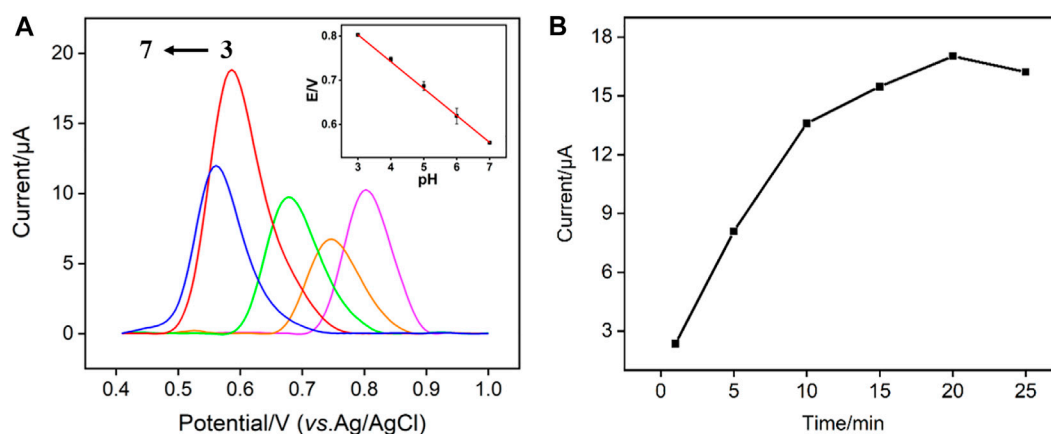 A
7 ← 3
20
15
10
5
0
Current/μA
0.4 0.5 0.6 0.7 0.8 0.9 1.0
Potential/V (vs.Ag/AgCl)
0.8
0.7
0.6
E/V
3 4 5 6 7
pH
B
18
15
12
9
6
3
Current/μA
0 5 10 15 20 25
Time/min